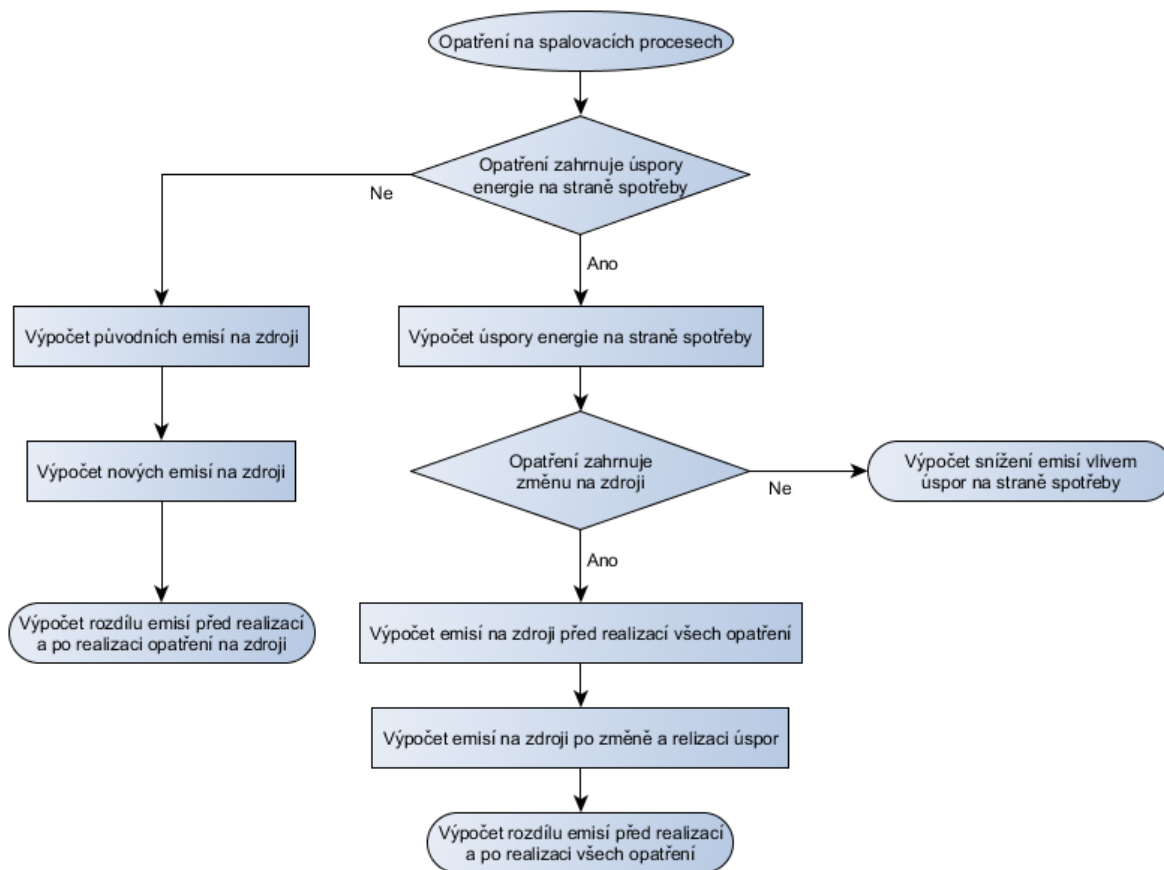 Opatření na spalovacích procesech
Opatření zahrnuje úspory
energie na straně spotřeby
Ne
Ano
Výpočet původních emisí na zdroji
Výpočet úspory energie na straně spotřeby
Výpočet nových emisí na zdroji
Opatření zahrnuje
změnu na zdroji
Ne
Výpočet snížení emisí vlivem
úspor na straně spotřeby
Ano
Výpočet rozdílu emisí před realizací
a po realizaci opatření na zdroji
Výpočet emisí na zdroji před realizací všech opatření
Výpočet emisí na zdroji po změně a relizaci úspor
Výpočet rozdílu emisí před realizací
a po realizaci všech opatření